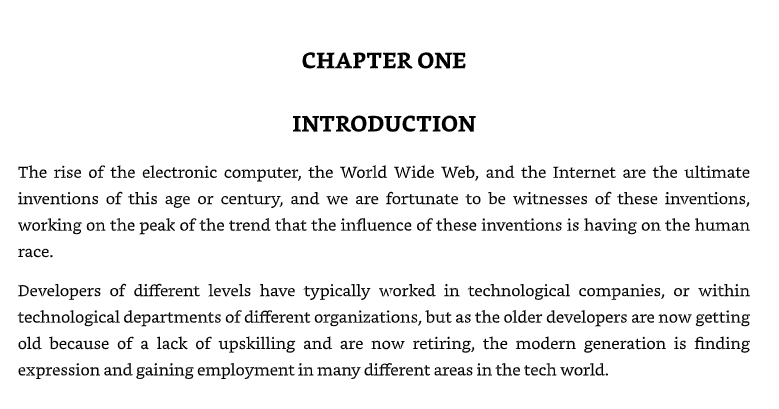 CHAPTER ONE
INTRODUCTION
The rise of the electronic computer, the World Wide Web, and the Internet are the ultimate
inventions of this age or century, and we are fortunate to be witnesses of these inventions,
working on the peak of the trend that the influence of these inventions is having on the human
race.
Developers of different levels have typically worked in technological companies, or within
technological departments of different organizations, but as the older developers are now getting
old because of a lack of upskilling and are now retiring, the modern generation is finding
expression and gaining employment in many different areas in the tech world.